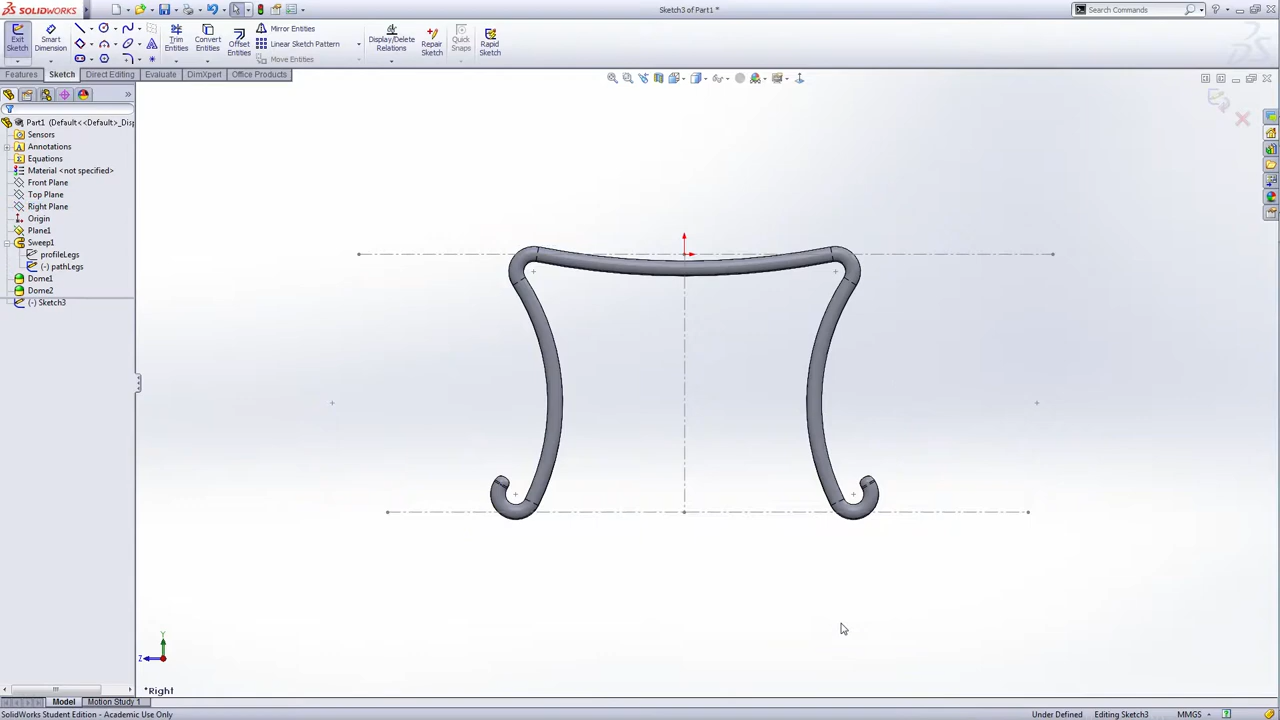 SOLIDWORKS
Sketch3 of Part1 *
Search Commands
Exit Sketch
Smart Dimension
Trim Entities
Convert Entities
Offset Entities
Mirror Entities
Linear Sketch Pattern
Move Entities
Display/Delete Relations
Repair Sketch
Quick Snaps
Rapid Sketch
Features
Sketch
Direct Editing
Evaluate
DimXpert
Office Products
Part1 (Default<<Default>_Disp
Sensors
Annotations
Equations
Material <not specified>
Front Plane
Top Plane
Right Plane
Origin
Plane1
Sweep1
profileLegs
(-) pathLegs
Dome1
Dome2
(-) Sketch3
Y
Z
*Right
Model
Motion Study 1
SolidWorks Student Edition - Academic Use Only
Under Defined
Editing Sketch3
MMGS